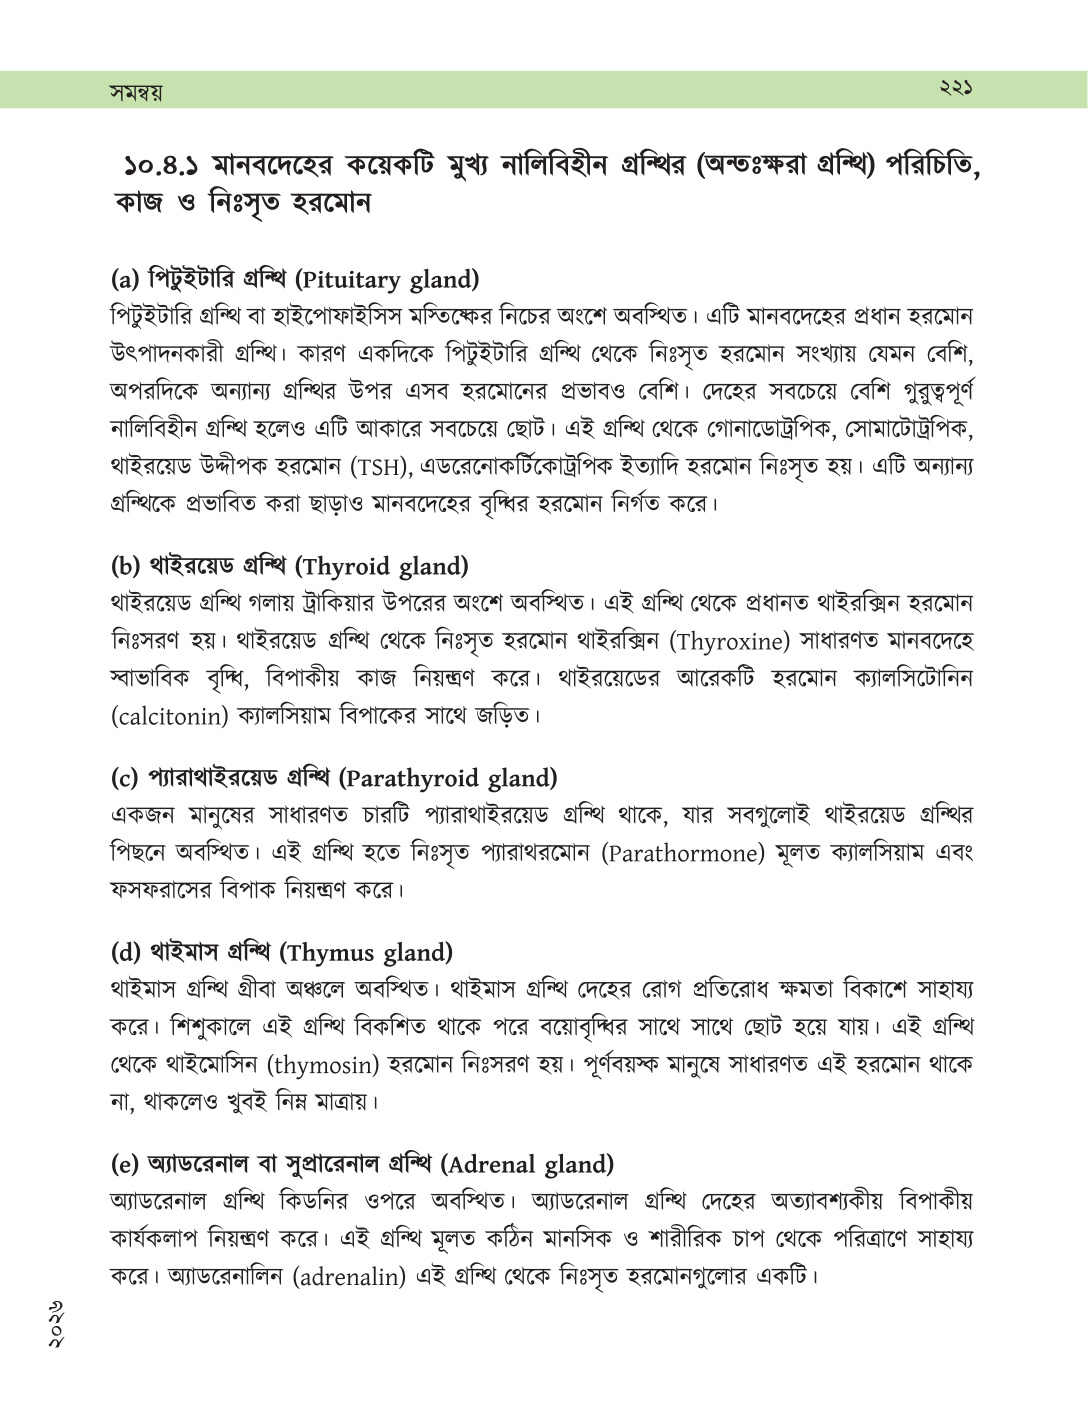 সমন্বয়
২২১
১০.৪.১ মানবদেহের কয়েকটি মুখ্য নালিবিহীন গ্রন্থির (অন্তঃক্ষরা গ্রন্থি) পরিচিতি,
কাজ ও নিঃসৃত হরমোন
(a) পিটুইটারি গ্রন্থি (Pituitary gland)
পিটুইটারি গ্রন্থি বা হাইপোফাইসিস মস্তিষ্কের নিচের অংশে অবস্থিত। এটি মানবদেহের প্রধান হরমোন
উৎপাদনকারী গ্রন্থি। কারণ একদিকে পিটুইটারি গ্রন্থি থেকে নিঃসৃত হরমোন সংখ্যায় যেমন বেশি,
অপরদিকে অন্যান্য গ্রন্থির উপর এসব হরমোনের প্রভাবও বেশি। দেহের সবচেয়ে বেশি গুরুত্বপূর্ণ
নালিবিহীন গ্রন্থি হলেও এটি আকারে সবচেয়ে ছোট। এই গ্রন্থি থেকে গোনাডোট্রপিক, সোমাটোট্রপিক,
থাইরয়েড উদ্দীপক হরমোন (TSH), এডরেনোকর্টিকোট্রপিক ইত্যাদি হরমোন নিঃসৃত হয়। এটি অন্যান্য
গ্রন্থিকে প্রভাবিত করা ছাড়াও মানবদেহের বৃদ্ধির হরমোন নির্গত করে।
(b) থাইরয়েড গ্রন্থি (Thyroid gland)
থাইরয়েড গ্রন্থি গলায় ট্রাকিয়ার উপরের অংশে অবস্থিত। এই গ্রন্থি থেকে প্রধানত থাইরক্সিন হরমোন
নিঃসরণ হয়। থাইরয়েড গ্রন্থি থেকে নিঃসৃত হরমোন থাইরক্সিন (Thyroxine) সাধারণত মানবদেহে
স্বাভাবিক বৃদ্ধি, বিপাকীয় কাজ নিয়ন্ত্রণ করে। থাইরয়েডের আরেকটি হরমোন ক্যালসিটোনিন
(calcitonin) ক্যালসিয়াম বিপাকের সাথে জড়িত।
(c) প্যারাথাইরয়েড গ্রন্থি (Parathyroid gland)
একজন মানুষের সাধারণত চারটি প্যারাথাইরয়েড গ্রন্থি থাকে, যার সবগুলোই থাইরয়েড গ্রন্থির
পিছনে অবস্থিত। এই গ্রন্থি হতে নিঃসৃত প্যারাথরমোন (Parathormone) মূলত ক্যালসিয়াম এবং
ফসফরাসের বিপাক নিয়ন্ত্রণ করে।
(d) থাইমাস গ্রন্থি (Thymus gland)
থাইমাস গ্রন্থি গ্রীবা অঞ্চলে অবস্থিত। থাইমাস গ্রন্থি দেহের রোগ প্রতিরোধ ক্ষমতা বিকাশে সাহায্য
করে। শিশুকালে এই গ্রন্থি বিকশিত থাকে পরে বয়োবৃদ্ধির সাথে সাথে ছোট হয়ে যায়। এই গ্রন্থি
থেকে থাইমোসিন (thymosin) হরমোন নিঃসরণ হয়। পূর্ণবয়স্ক মানুষে সাধারণত এই হরমোন থাকে
না, থাকলেও খুবই নিম্ন মাত্রায়।
(e) অ্যাডরেনাল বা সুপ্রারেনাল গ্রন্থি (Adrenal gland)
অ্যাডরেনাল গ্রন্থি কিডনির ওপরে অবস্থিত। অ্যাডরেনাল গ্রন্থি দেহের অত্যাবশ্যকীয় বিপাকীয়
কার্যকলাপ নিয়ন্ত্রণ করে। এই গ্রন্থি মূলত কঠিন মানসিক ও শারীরিক চাপ থেকে পরিত্রাণে সাহায্য
করে। অ্যাডরেনালিন (adrenalin) এই গ্রন্থি থেকে নিঃসৃত হরমোনগুলোর একটি।
২০২৬